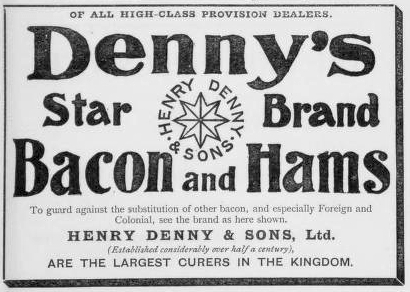 OF ALL HIGH-CLASS PROVISION DEALERS.
Denny's
Star Brand
HENRY DENNY & SONS.
Bacon and Hams
To guard against the substitution of other bacon, and especially Foreign and
Colonial, see the brand as here shown.
HENRY DENNY & SONS, Ltd.
(Established considerably over half a century),
ARE THE LARGEST CURERS IN THE KINGDOM.